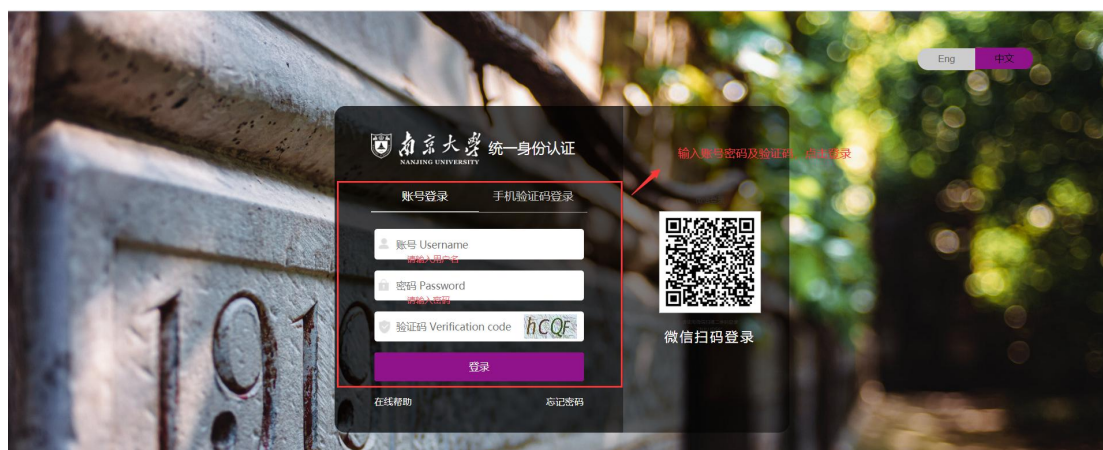 Eng 中文
南京大學 统一身份认证
NANJING UNIVERSITY
输入账号密码及验证码，点击登录
账号登录 手机验证码登录
账号 Username
请输入用户名
密码 Password
请输入密码
验证码 Verification code hCQF
登录
微信扫码登录
在线帮助 忘记密码
1918